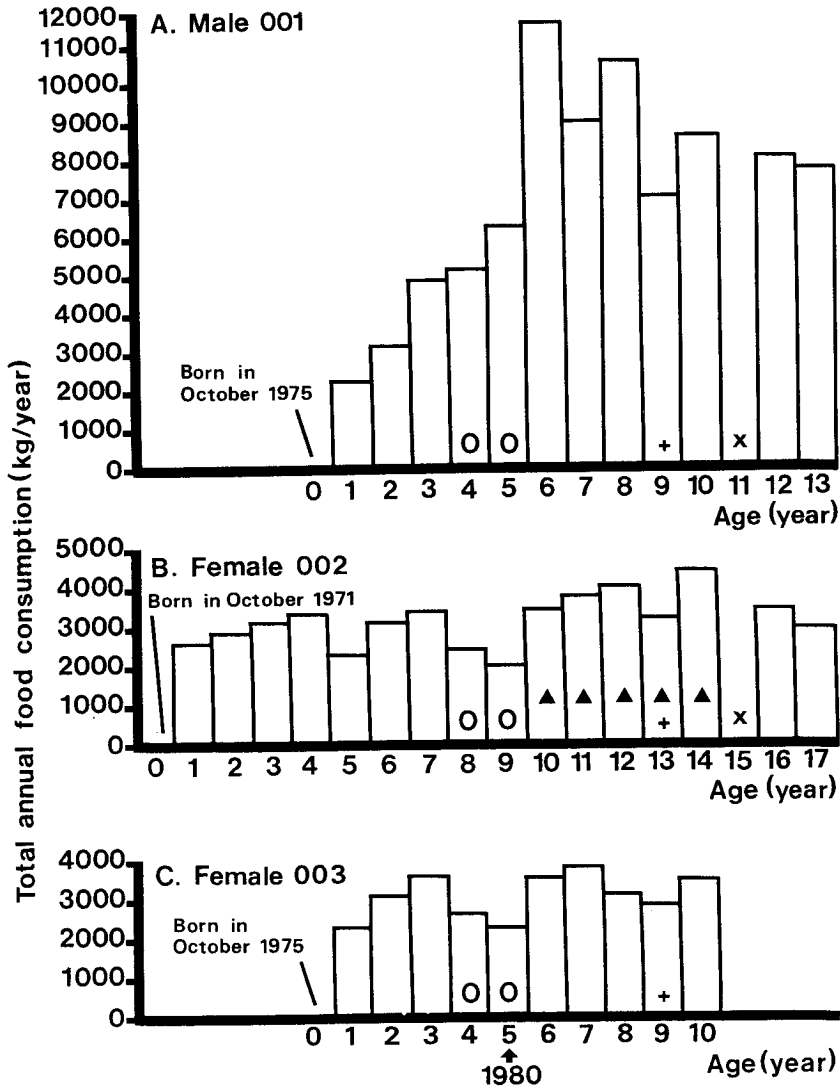 Total annual food consumption (kg/year)
A. Male 001
12000
11000
10000
9000
8000
7000
6000
5000
4000
3000
2000
1000
0
Born in
October 1975
O O + x
0 1 2 3 4 5 6 7 8 9 10 11 12 13
Age (year)
B. Female 002
5000
4000
3000
2000
1000
0
Born in October 1971
▲ ▲ ▲ ▲ ▲
O O + x
0 1 2 3 4 5 6 7 8 9 10 11 12 13 14 15 16 17
Age (year)
C. Female 003
4000
3000
2000
1000
0
Born in
October 1975
O O +
0 1 2 3 4 5 6 7 8 9 10
1980
Age (year)